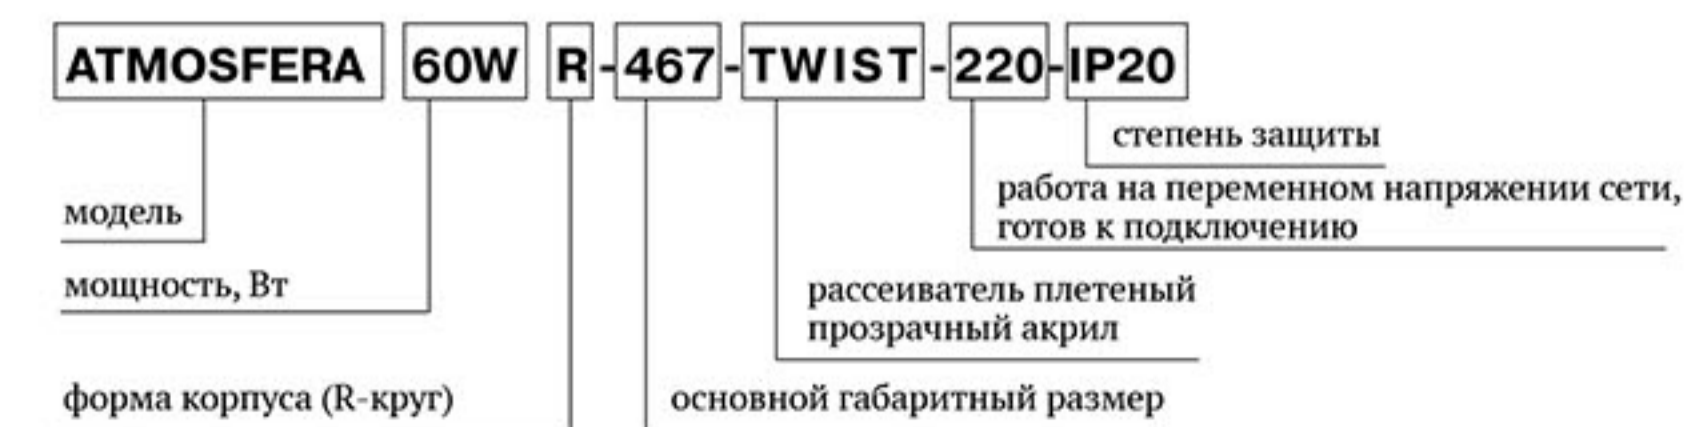 ATMOSFERA 60W R-467-TWIST-220-IP20
степень защиты
работа на переменном напряжении сети,
готов к подключению
модель
мощность, Вт
рассеиватель плетеный
прозрачный акрил
форма корпуса (R-круг)
основной габаритный размер